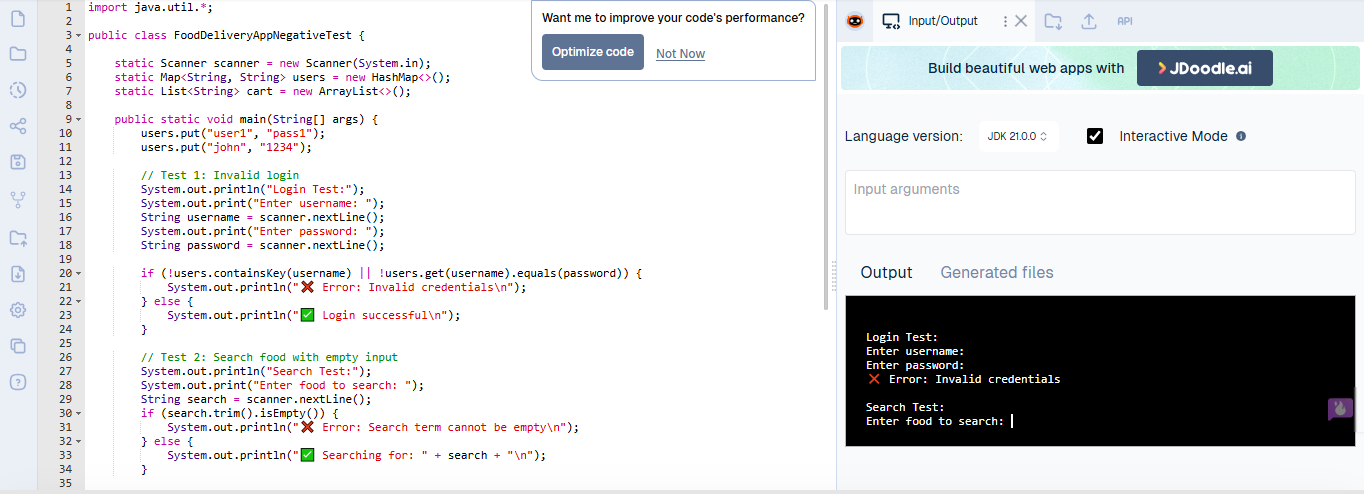 1 import java.util.*;
2
3 public class FoodDeliveryAppNegativeTest {
4
5 static Scanner scanner = new Scanner(System.in);
6 static Map<String, String> users = new HashMap<>();
7 static List<String> cart = new ArrayList<>();
8
9 public static void main(String[] args) {
10 users.put("user1", "pass1");
11 users.put("john", "1234");
12
13 // Test 1: Invalid login
14 System.out.println("Login Test:");
15 System.out.print("Enter username: ");
16 String username = scanner.nextLine();
17 System.out.print("Enter password: ");
18 String password = scanner.nextLine();
19
20 if (!users.containsKey(username) || !users.get(username).equals(password)) {
21 System.out.println("❌ Error: Invalid credentials\n");
22 } else {
23 System.out.println("✅ Login successful\n");
24 }
25
26 // Test 2: Search food with empty input
27 System.out.println("Search Test:");
28 System.out.print("Enter food to search: ");
29 String search = scanner.nextLine();
30 if (search.trim().isEmpty()) {
31 System.out.println("❌ Error: Search term cannot be empty\n");
32 } else {
33 System.out.println("✅ Searching for: " + search + "\n");
34 }
35
Want me to improve your code's performance?
Optimize code Not Now
Input/Output API
Build beautiful web apps with JDoodle.ai
Language version: JDK 21.0.0 Interactive Mode
Input arguments
Output Generated files
Login Test:
Enter username:
Enter password:
❌ Error: Invalid credentials
Search Test:
Enter food to search: